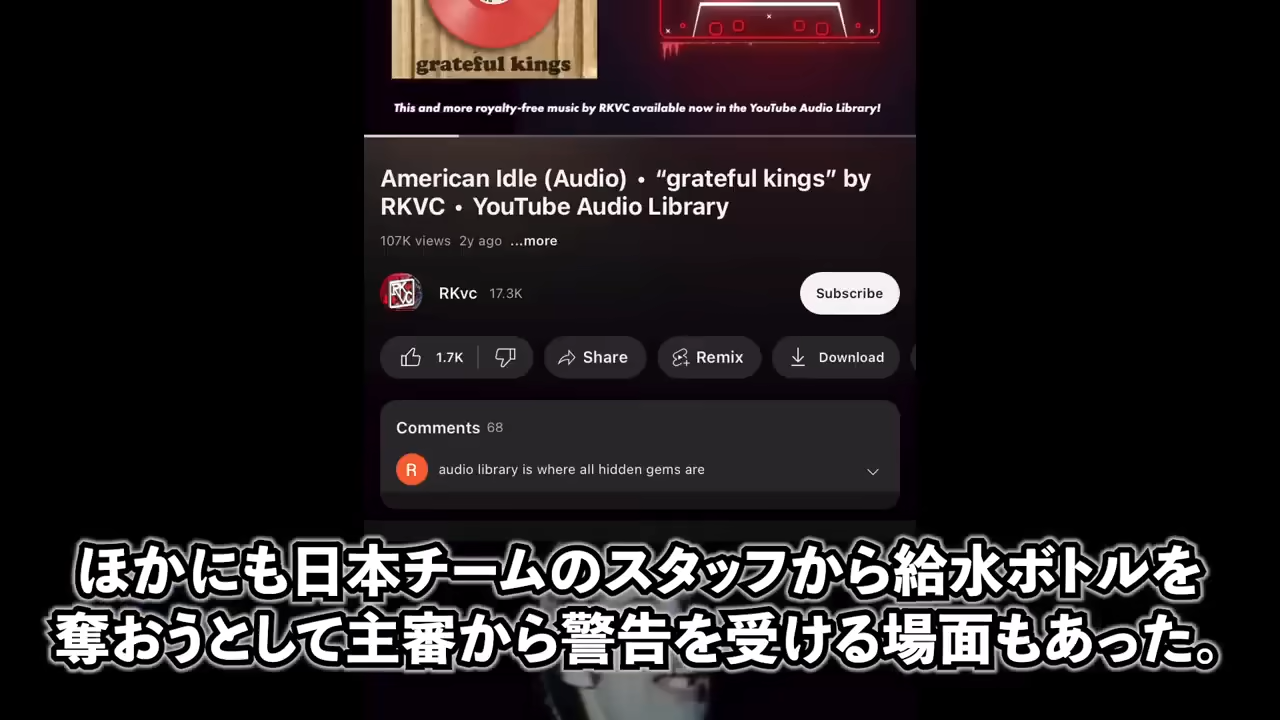 grateful kings
This and more royalty-free music by RKVC available now in the YouTube Audio Library!
American Idle (Audio) • “grateful kings” by
RKVC • YouTube Audio Library
107K views 2y ago ...more
RKvc 17.3K
Subscribe
1.7K
Share
Remix
Download
Comments 68
R
audio library is where all hidden gems are
ほかにも日本チームのスタッフから給水ボトルを
奪おうとして主審から警告を受ける場面もあった。